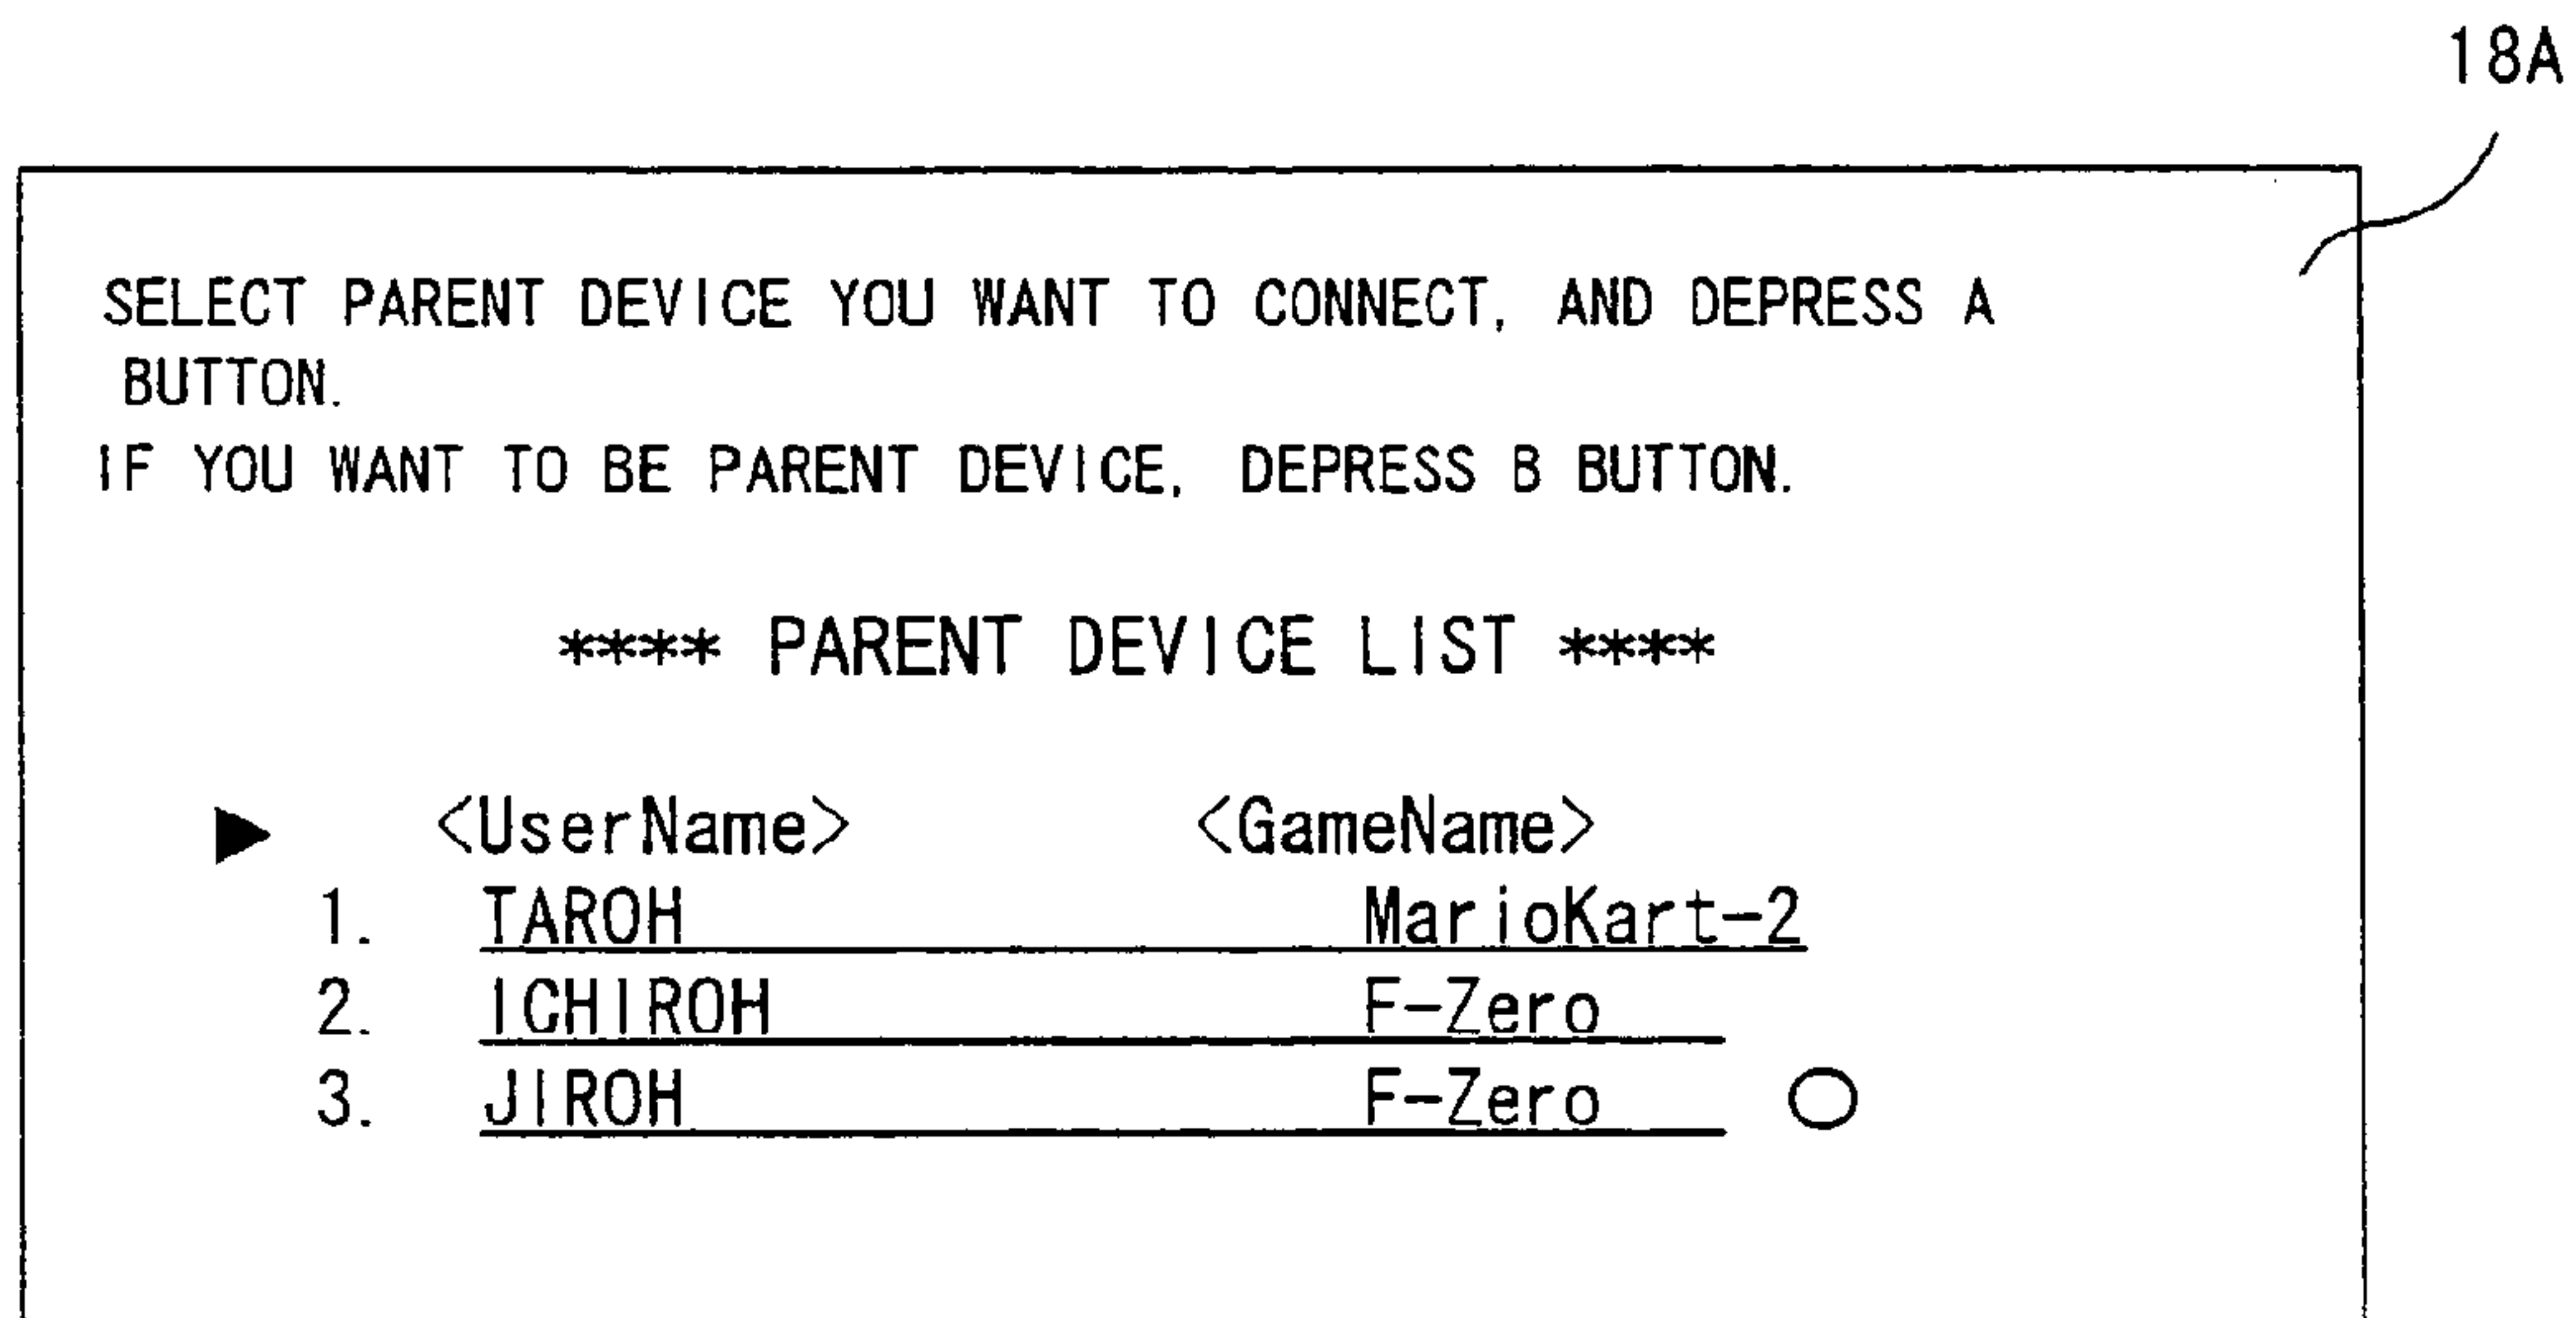 18A
SELECT PARENT DEVICE YOU WANT TO CONNECT, AND DEPRESS A
BUTTON.
IF YOU WANT TO BE PARENT DEVICE, DEPRESS B BUTTON.
**** PARENT DEVICE LIST ****
▶ <UserName> <GameName>
1. TAROH MarioKart-2
2. ICHIROH F-Zero
3. JIROH F-Zero ○